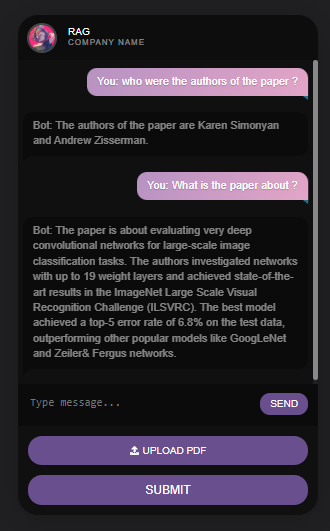 RAG
COMPANY NAME
You: who were the authors of the paper ?
Bot: The authors of the paper are Karen Simonyan
and Andrew Zisserman.
You: What is the paper about ?
Bot: The paper is about evaluating very deep
convolutional networks for large-scale image
classification tasks. The authors investigated networks
with up to 19 weight layers and achieved state-of-the-
art results in the ImageNet Large Scale Visual
Recognition Challenge (ILSVRC). The best model
achieved a top-5 error rate of 6.8% on the test data,
outperforming other popular models like GoogLeNet
and Zeiler& Fergus networks.
Type message...
SEND
UPLOAD PDF
SUBMIT